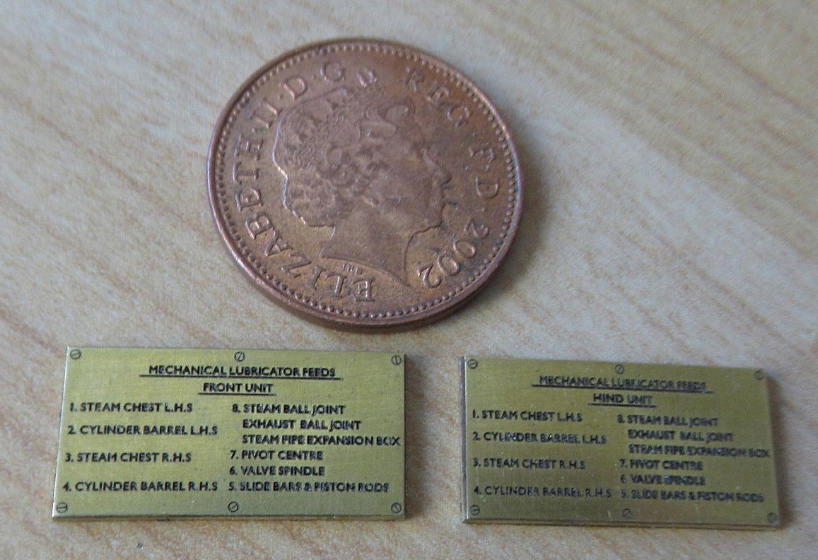 ELIZABETH·II·D·G REG·F·D·2002
MECHANICAL LUBRICATOR FEEDS
FRONT UNIT
1. STEAM CHEST L.H.S
2. CYLINDER BARREL L.H.S
3. STEAM CHEST R.H.S
4. CYLINDER BARREL R.H.S
8. STEAM BALL JOINT
EXHAUST BALL JOINT
STEAM PIPE EXPANSION BOX
7. PIVOT CENTRE
6. VALVE SPINDLE
5. SLIDE BARS & PISTON RODS
MECHANICAL LUBRICATOR FEEDS
HIND UNIT
1. STEAM CHEST L.H.S
2. CYLINDER BARREL L.H.S
3. STEAM CHEST R.H.S
4. CYLINDER BARREL R.H.S
8. STEAM BALL JOINT
EXHAUST BALL JOINT
STEAM PIPE EXPANSION BOX
7. PIVOT CENTRE
6. VALVE SPINDLE
5. SLIDE BARS & PISTON RODS